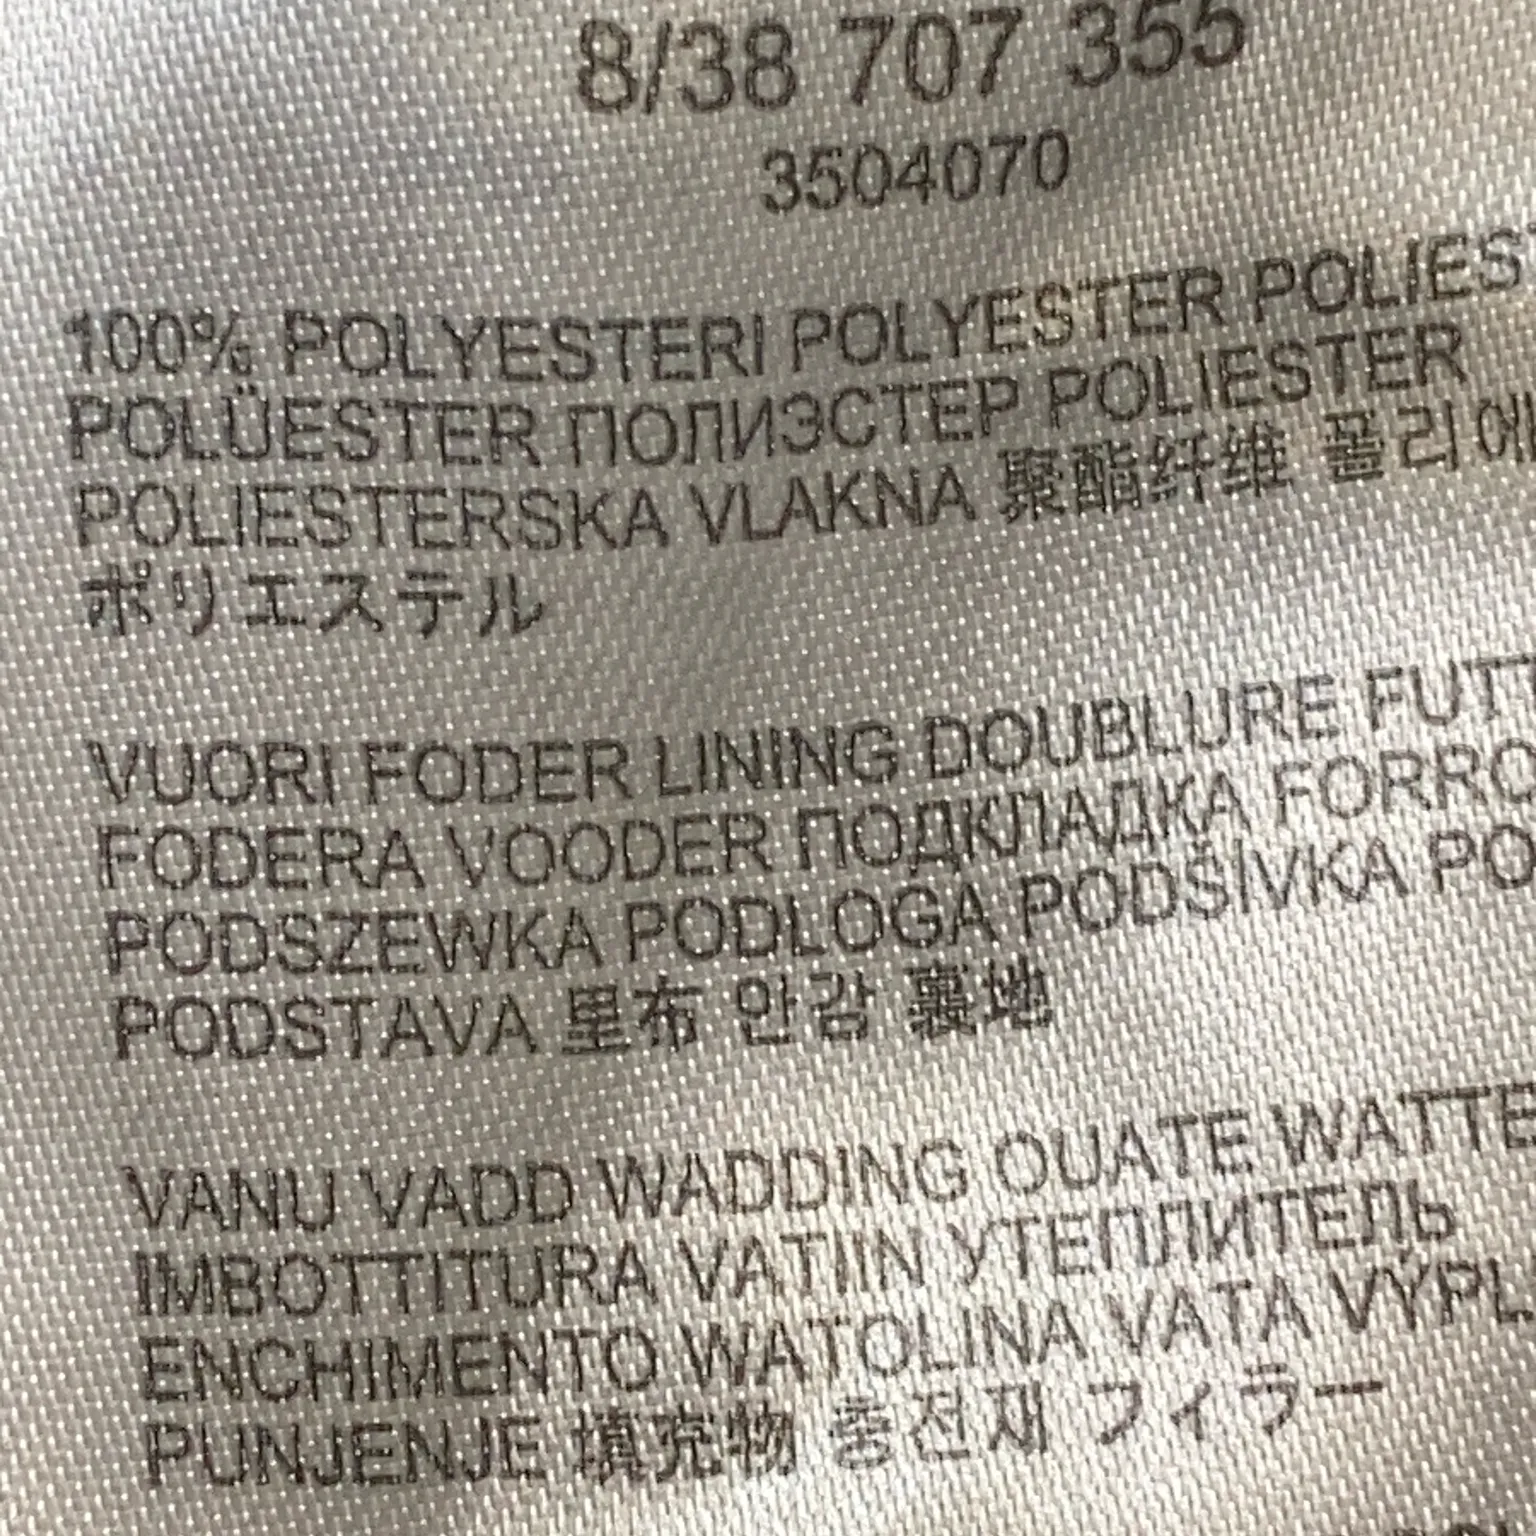 8/38 707 355
3504070
100% POLYESTERI POLYESTER POLIEST
POLÜESTER ПОЛИЭСТЕР POLIESTER
POLIESTERSKA VLAKNA 聚酯纤维 폴리에
ポリエステル
VUORI FODER LINING DOUBLURE FUTT
FODERA VOODER ПОДКЛАДКА FORRO
PODSZEWKA PODLOGA PODŠIVKA PO
PODSTAVA 里布 안감 裏地
VANU VADD WADDING OUATE WATTE
IMBOTTITURA VATIIN УТЕПЛИТЕЛЬ
ENCHIMENTO WATOLINA VATA VÝPL
PUNJENJE 填充物 충전재 フィラー